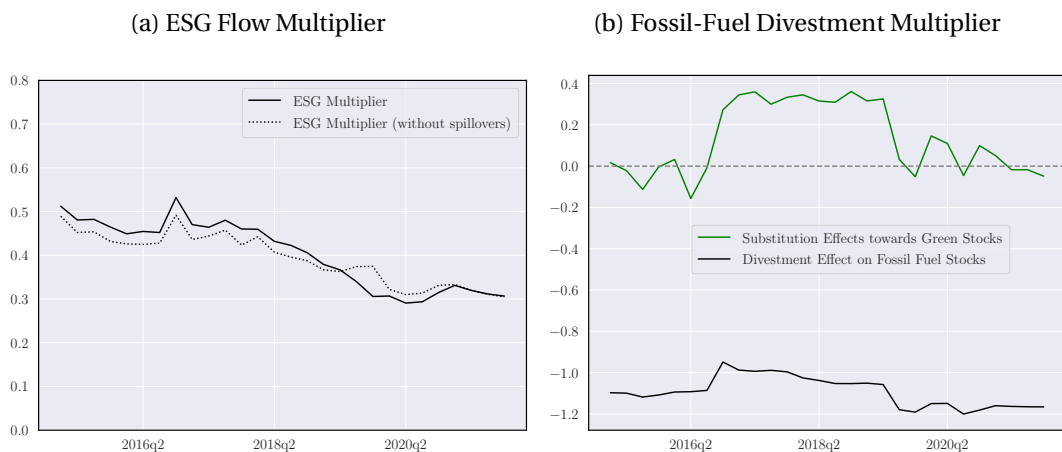 (a) ESG Flow Multiplier
0.8
0.7
0.6
0.5
0.4
0.3
0.2
0.1
0.0
ESG Multiplier
ESG Multiplier (without spillovers)
2016q2 2018q2 2020q2
(b) Fossil-Fuel Divestment Multiplier
0.4
0.2
0.0
−0.2
−0.4
−0.6
−0.8
−1.0
−1.2
Substitution Effects towards Green Stocks
Divestment Effect on Fossil Fuel Stocks
2016q2 2018q2 2020q2